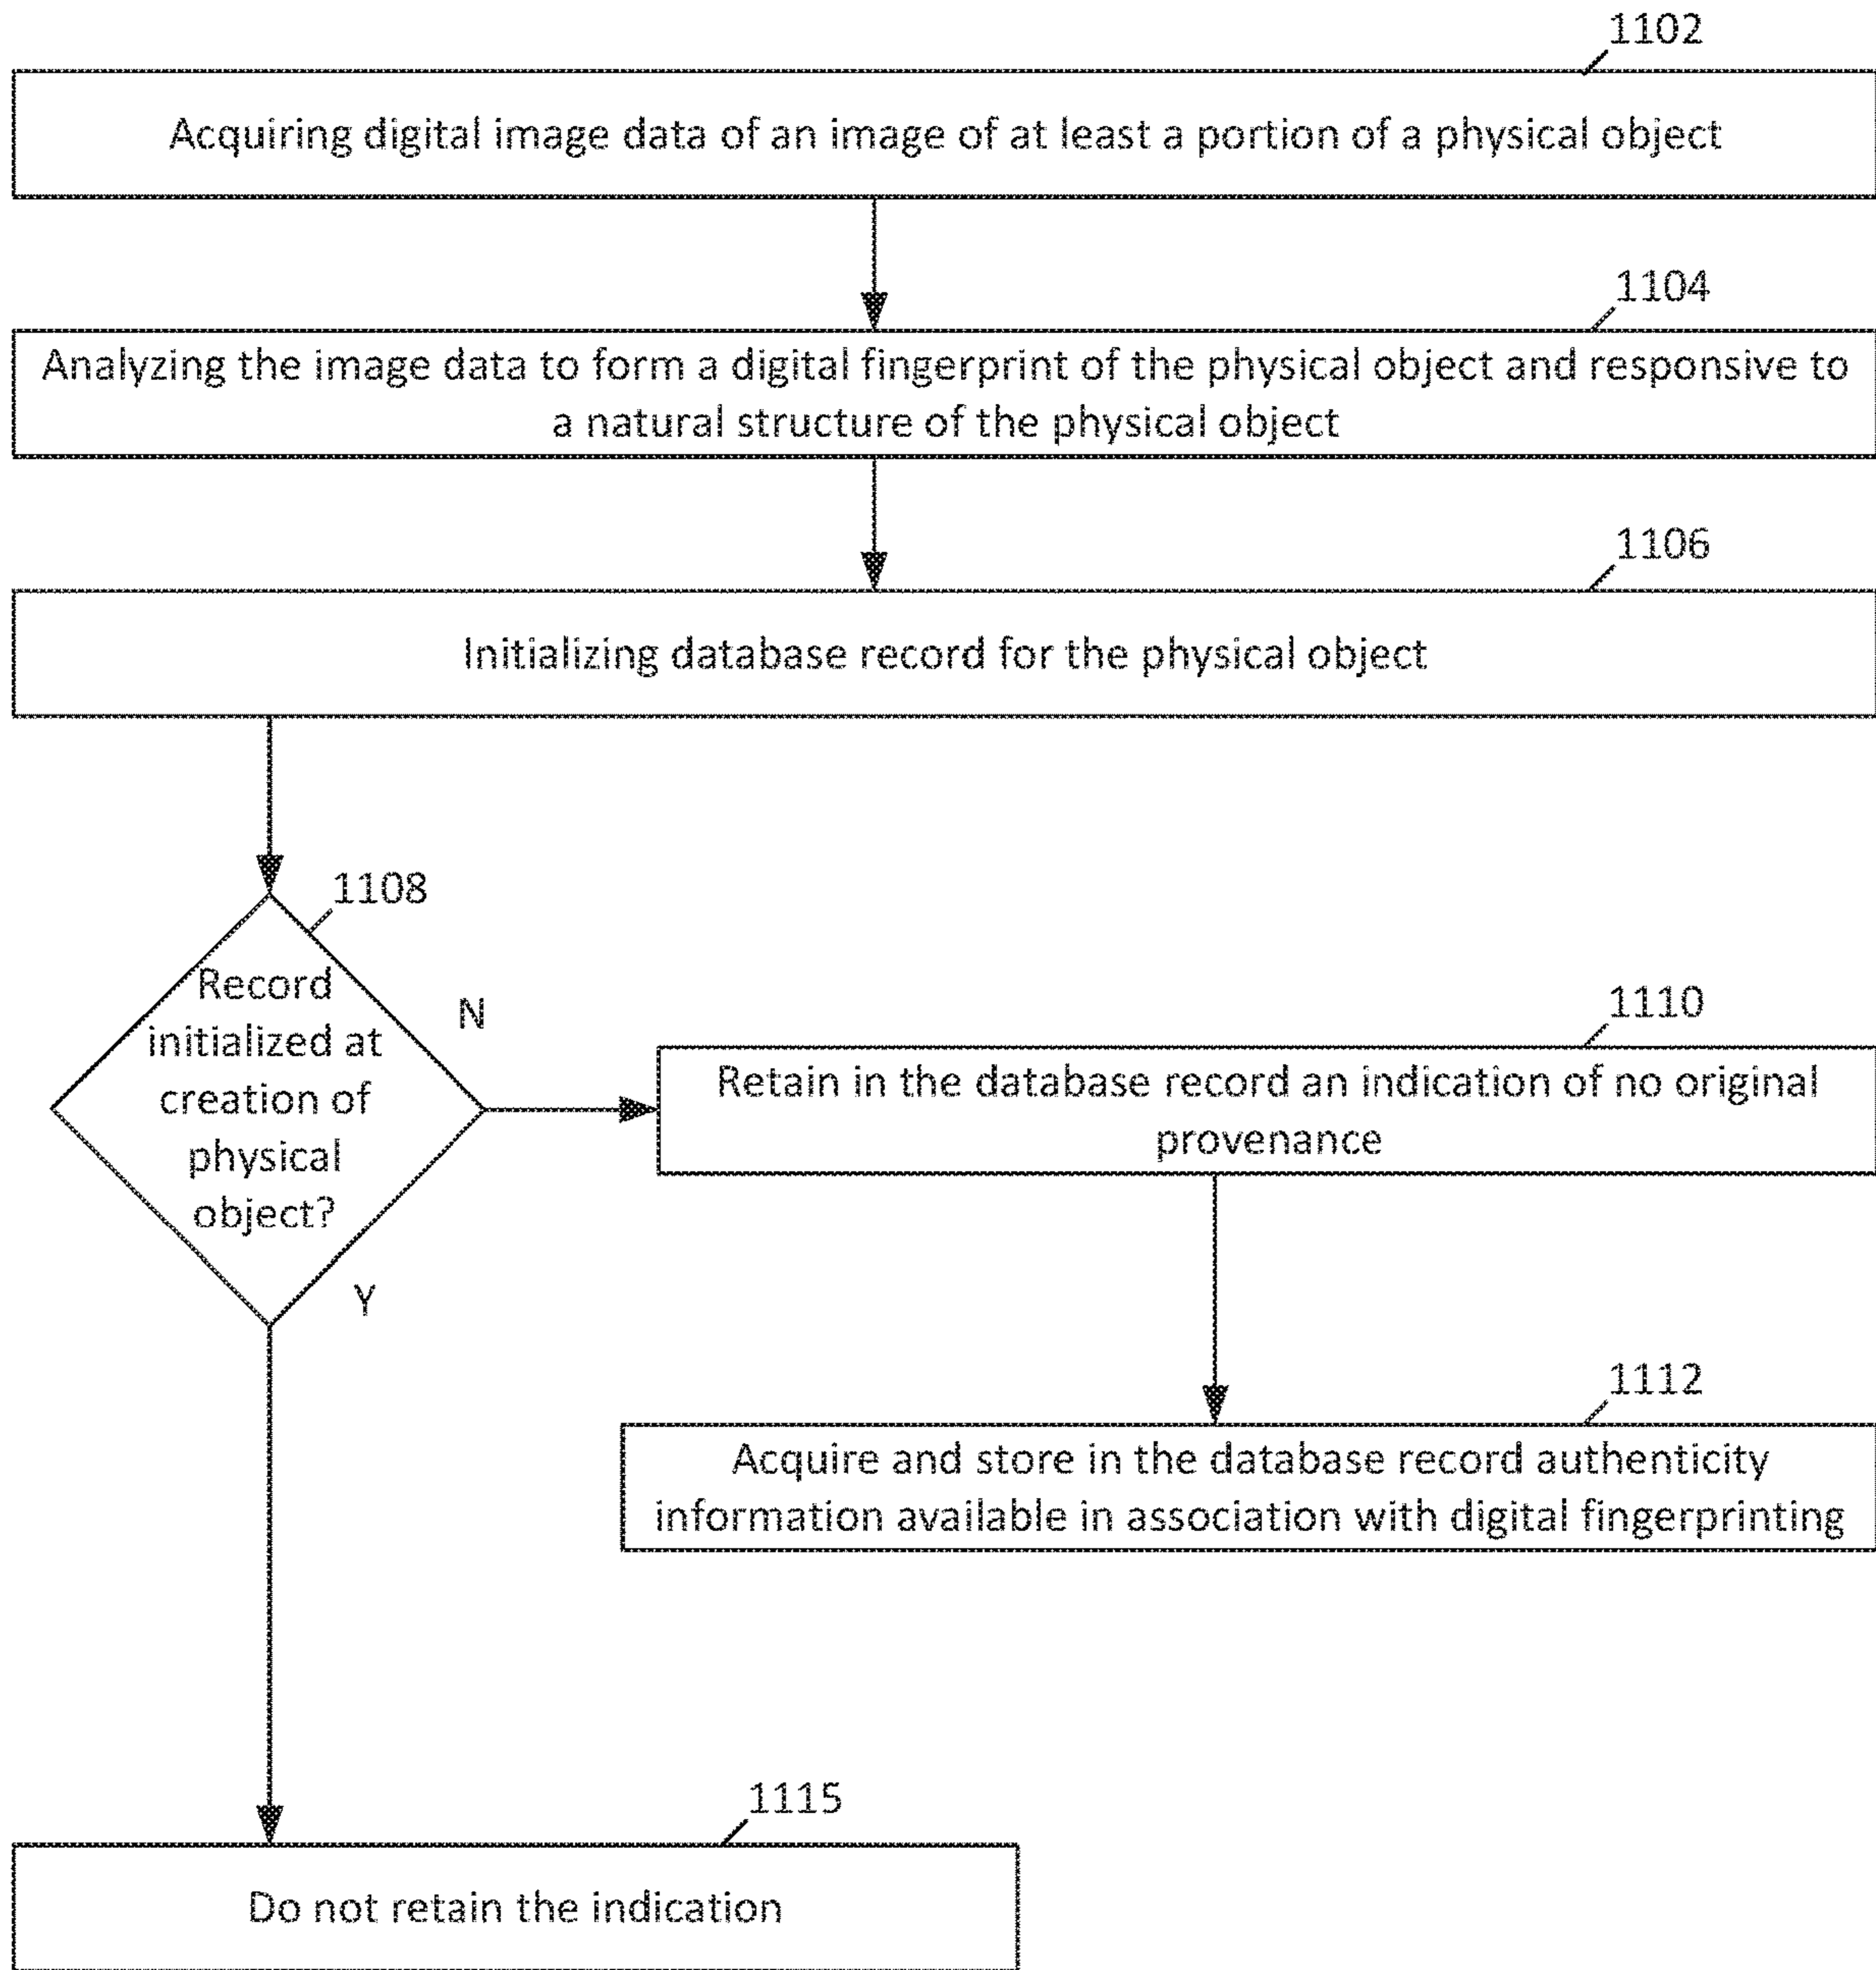 1102
Acquiring digital image data of an image of at least a portion of a physical object
1104
Analyzing the image data to form a digital fingerprint of the physical object and responsive to
a natural structure of the physical object
1106
Initializing database record for the physical object
1108
Record
initialized at
creation of
physical
object?
N
Y
1110
Retain in the database record an indication of no original
provenance
1112
Acquire and store in the database record authenticity
information available in association with digital fingerprinting
1115
Do not retain the indication